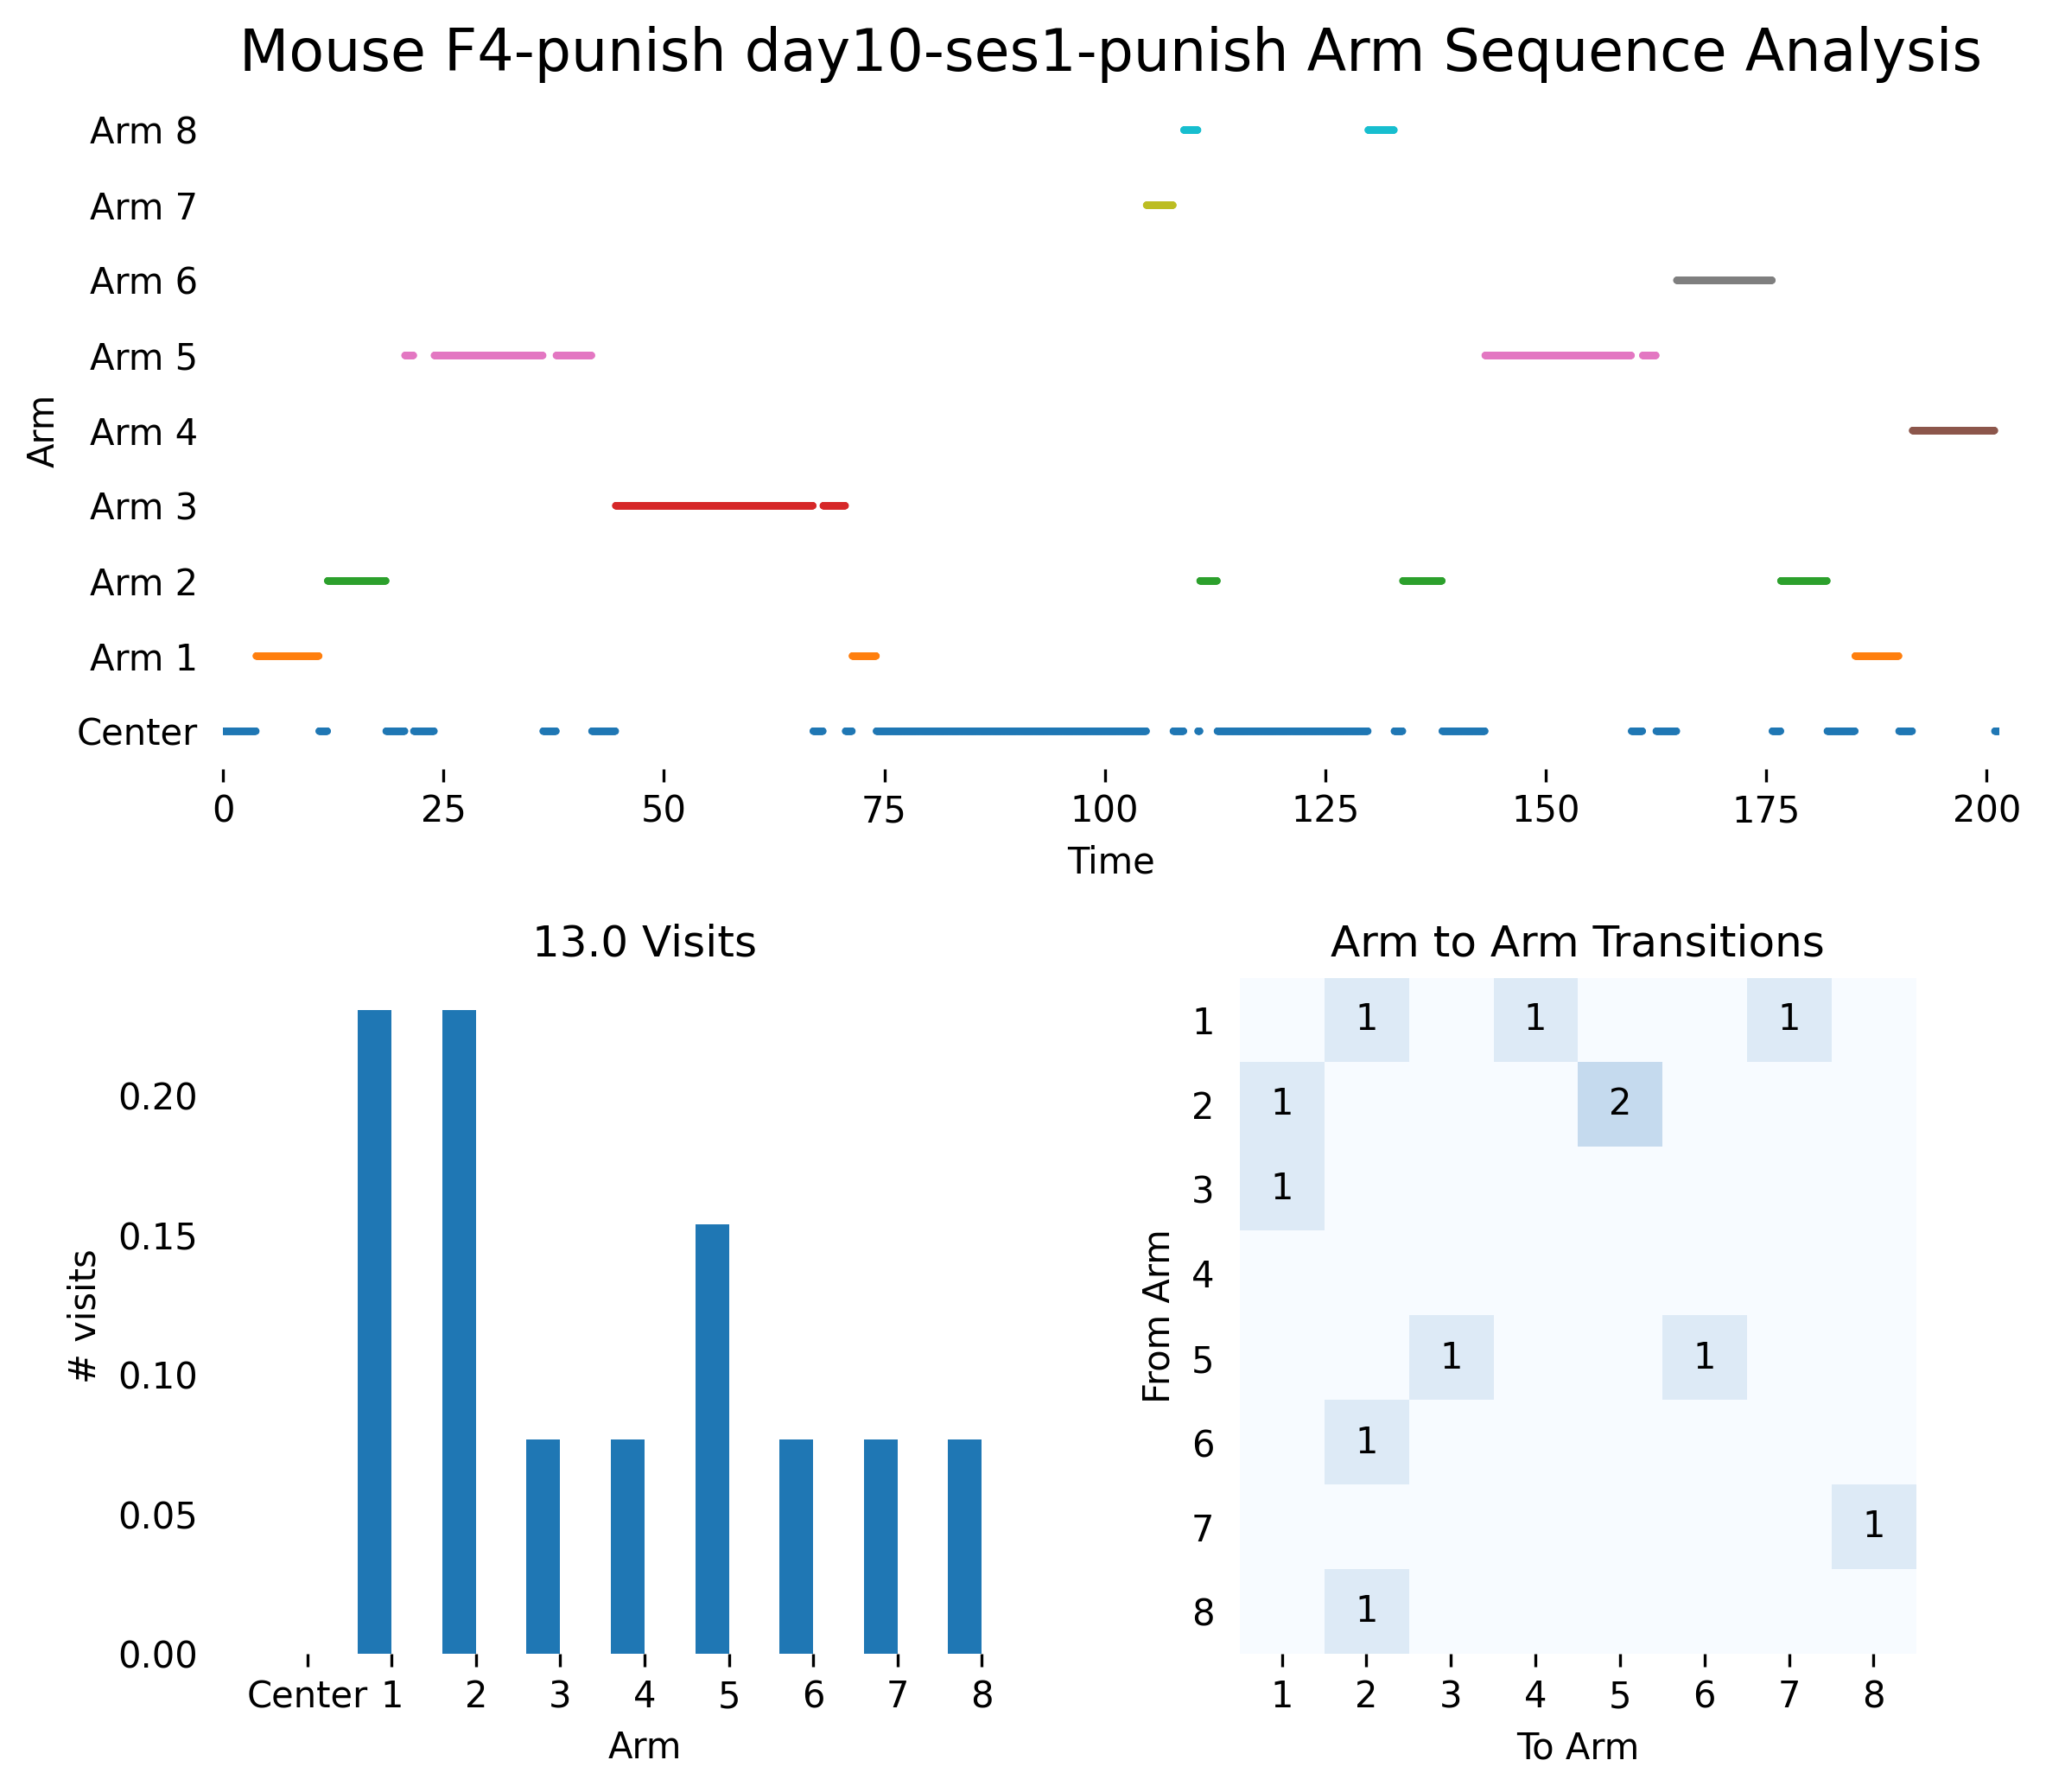 Mouse F4-punish day10-ses1-punish Arm Sequence Analysis
Arm 8
Arm 7
Arm 6
Arm 5
Arm 4
Arm 3
Arm 2
Arm 1
Center
Arm
0 25 50 75 100 125 150 175 200
Time
13.0 Visits
0.20
0.15
0.10
0.05
0.00
# visits
Center 1 2 3 4 5 6 7 8
Arm
Arm to Arm Transitions
1 1 1 1
2 1 2
3 1
4
5 1 1
6 1
7 1
8 1
From Arm
1 2 3 4 5 6 7 8
To Arm